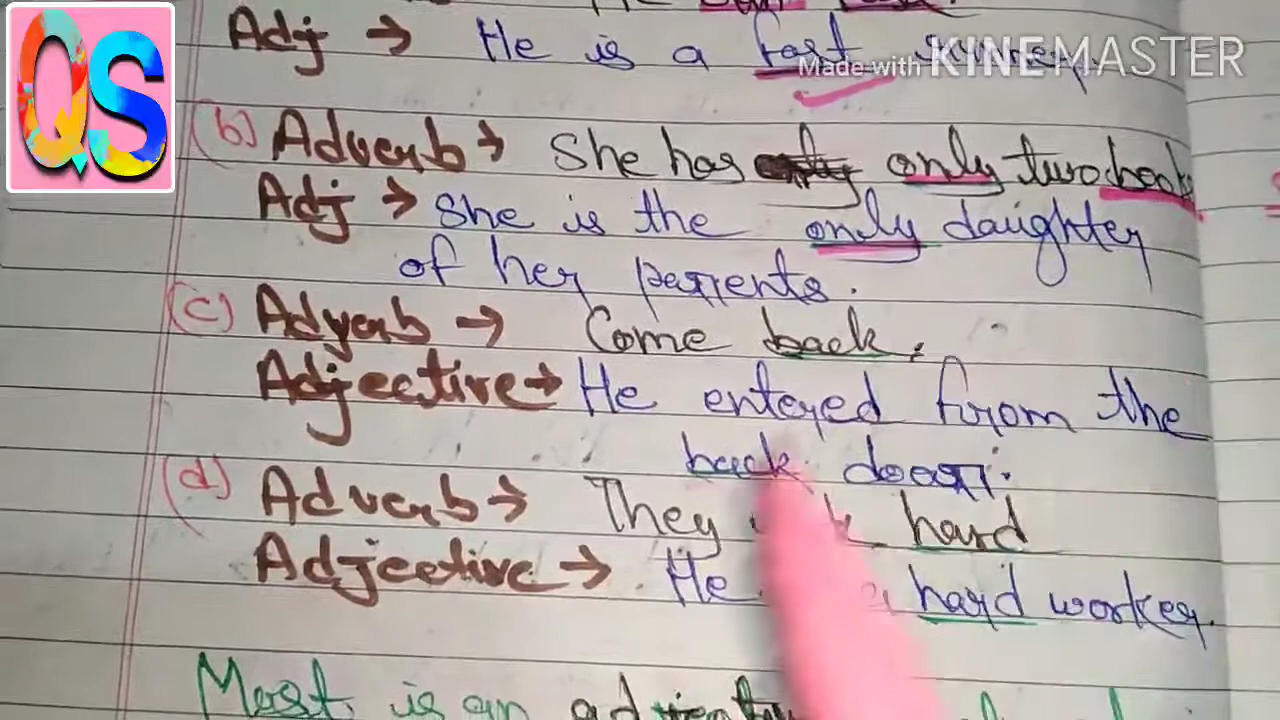 QS
Made with KINEMASTER
Adj → He is a fast runner.
(b) Adverb → She has only two books
Adj → She is the only daughter
of her parents.
(c) Adverb → Come back.
Adjective → He entered from the
back door.
(d) Adverb → They hard
Adjective → He a hard worker.
Most is an